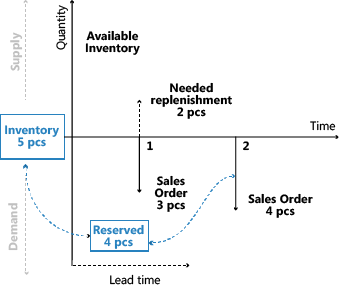 Quantity
Supply
Available
Inventory
Needed
replenishment
2 pcs
Time
Inventory
5 pcs
1
2
Sales
Order
3 pcs
Sales Order
4 pcs
Demand
Reserved
4 pcs
Lead time